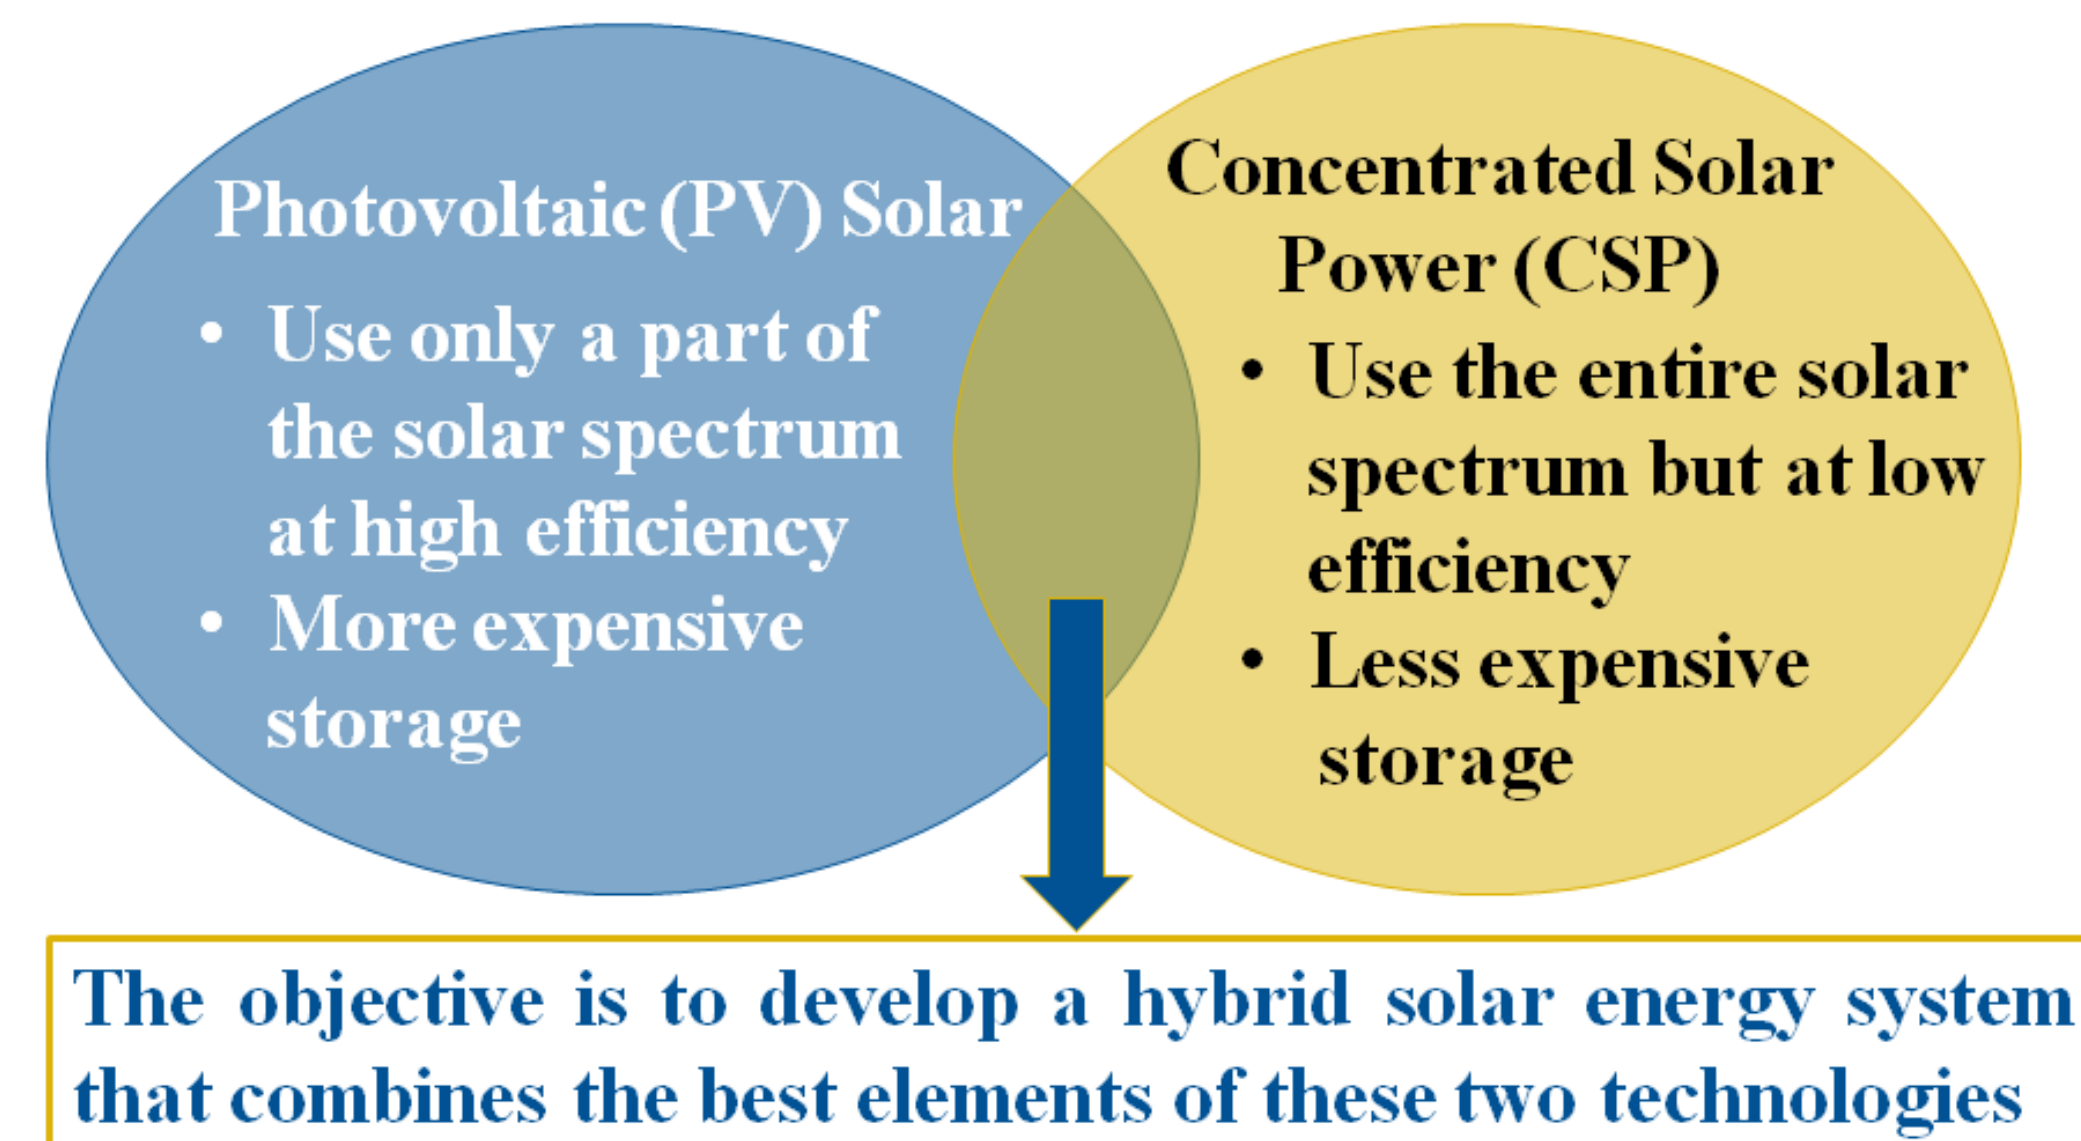 Photovoltaic (PV) Solar
• Use only a part of
the solar spectrum
at high efficiency
• More expensive
storage
Concentrated Solar
Power (CSP)
• Use the entire solar
spectrum but at low
efficiency
• Less expensive
storage
The objective is to develop a hybrid solar energy system
that combines the best elements of these two technologies